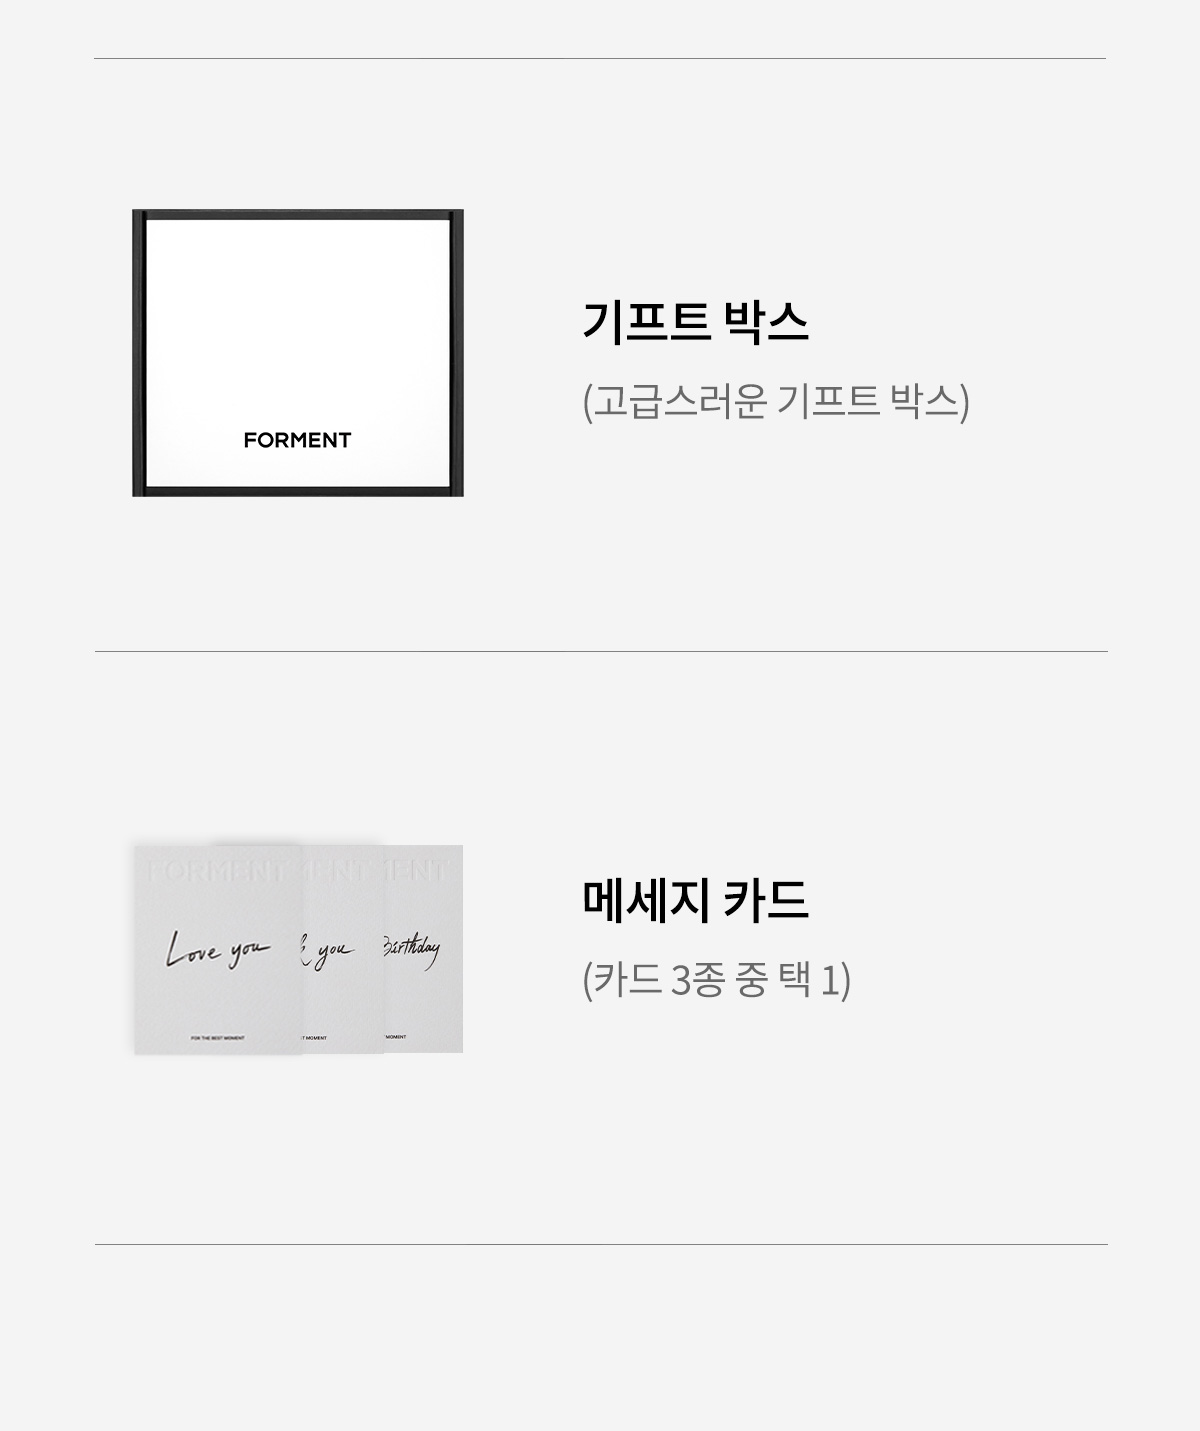 FORMENT
기프트 박스
(고급스러운 기프트 박스)
FORMENT
Love you
you
Birthday
FOR THE BEST MOMENT
MOMENT
MOMENT
메세지 카드
(카드 3종 중 택 1)